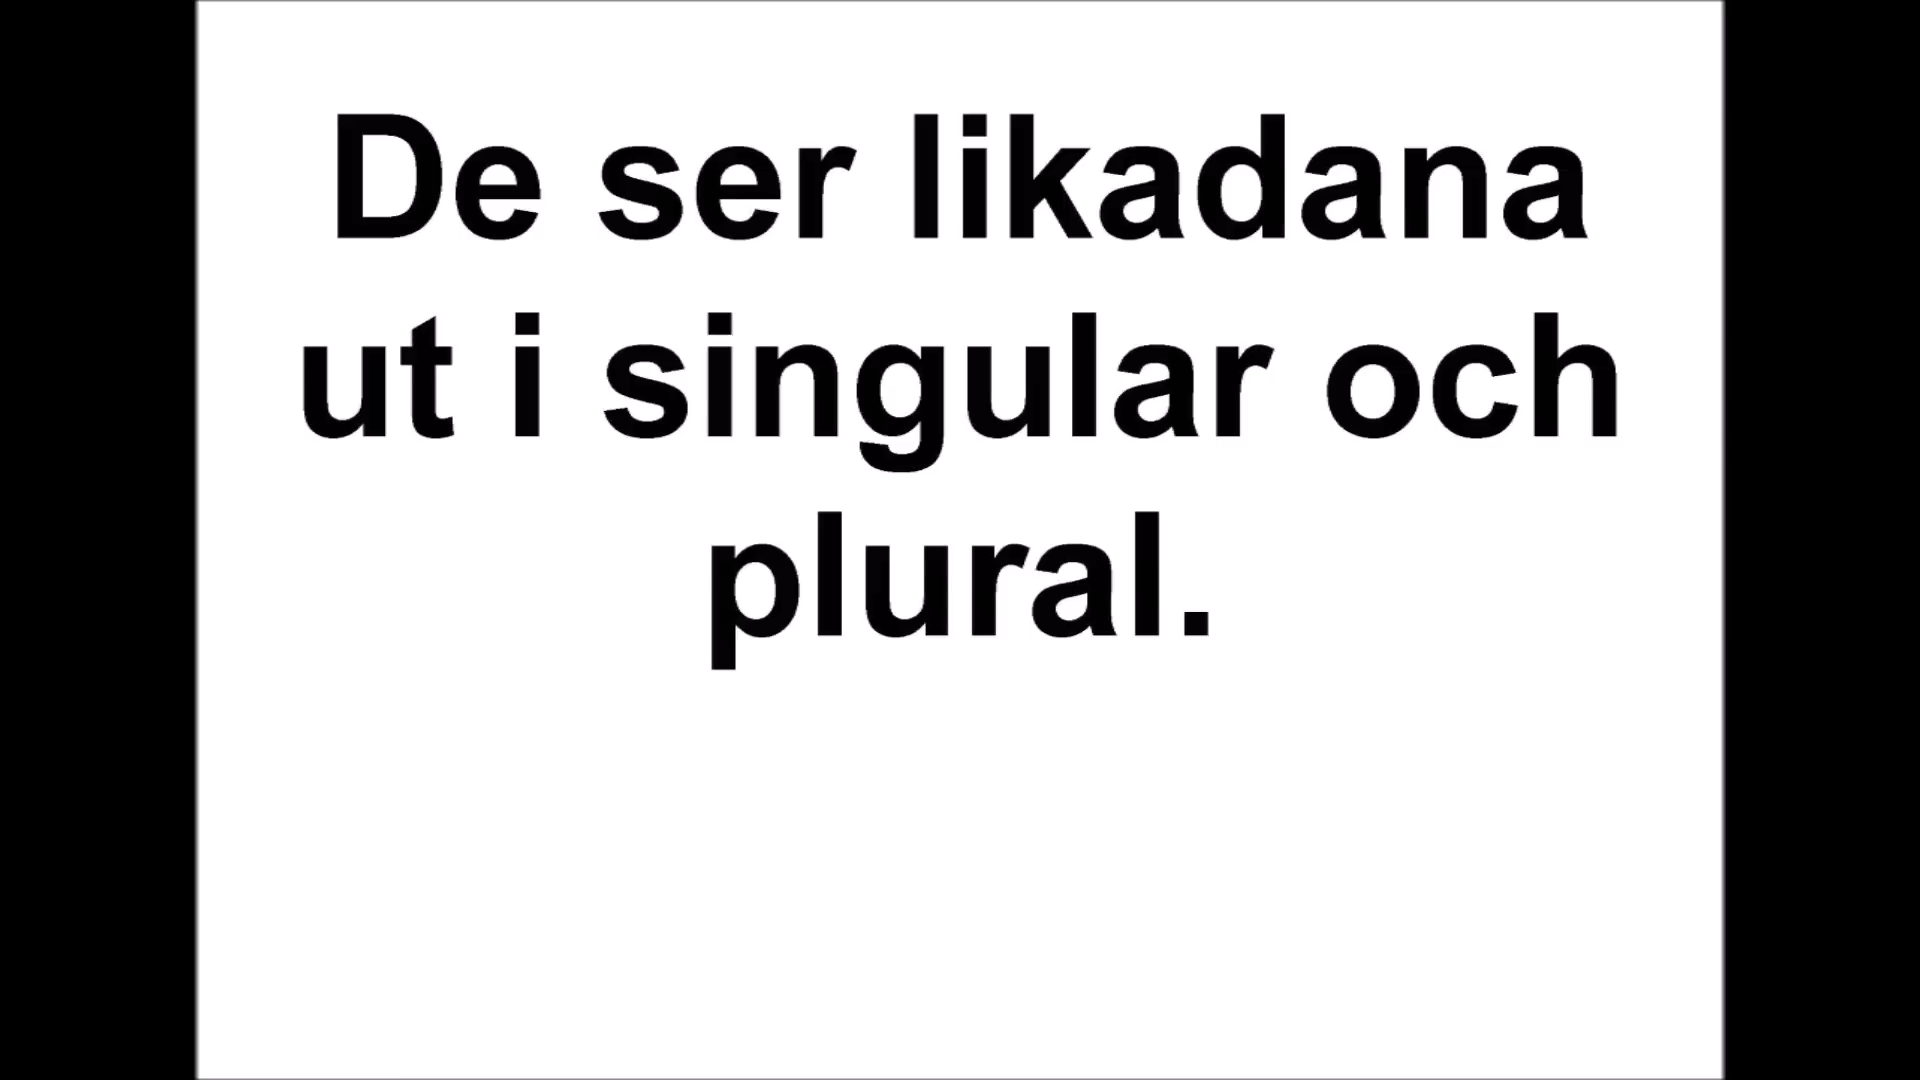 De ser likadana
ut i singular och
plural.